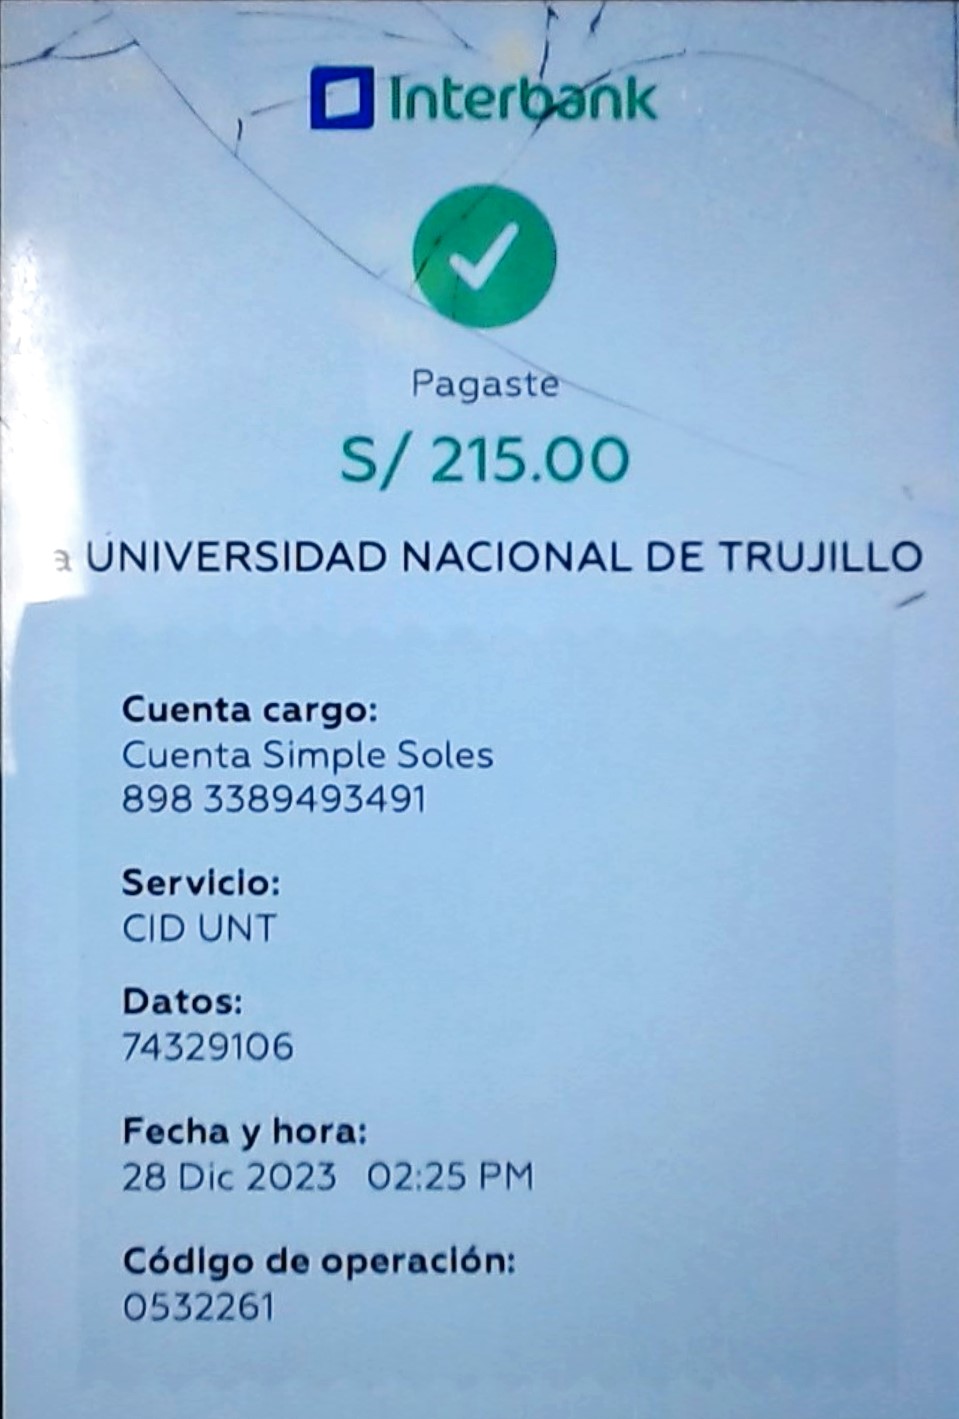 Interbank
Pagaste
S/ 215.00
a UNIVERSIDAD NACIONAL DE TRUJILLO
Cuenta cargo:
Cuenta Simple Soles
898 3389493491
Servicio:
CID UNT
Datos:
74329106
Fecha y hora:
28 Dic 2023 02:25 PM
Código de operación:
0532261